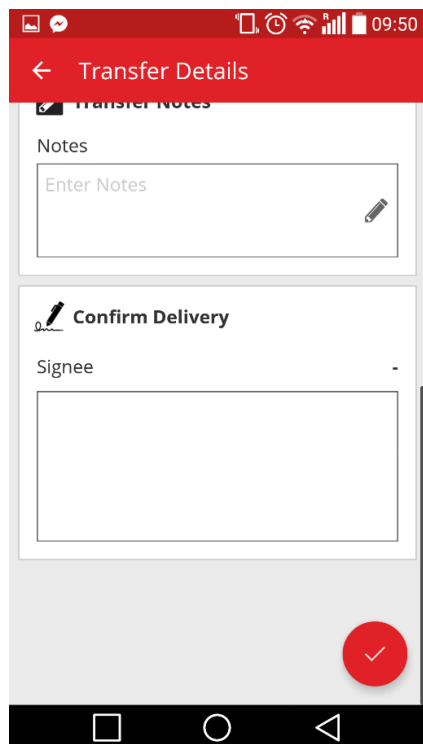 R
09:50
Transfer Details
Transfer Notes
Notes
Enter Notes
Confirm Delivery
Signee -